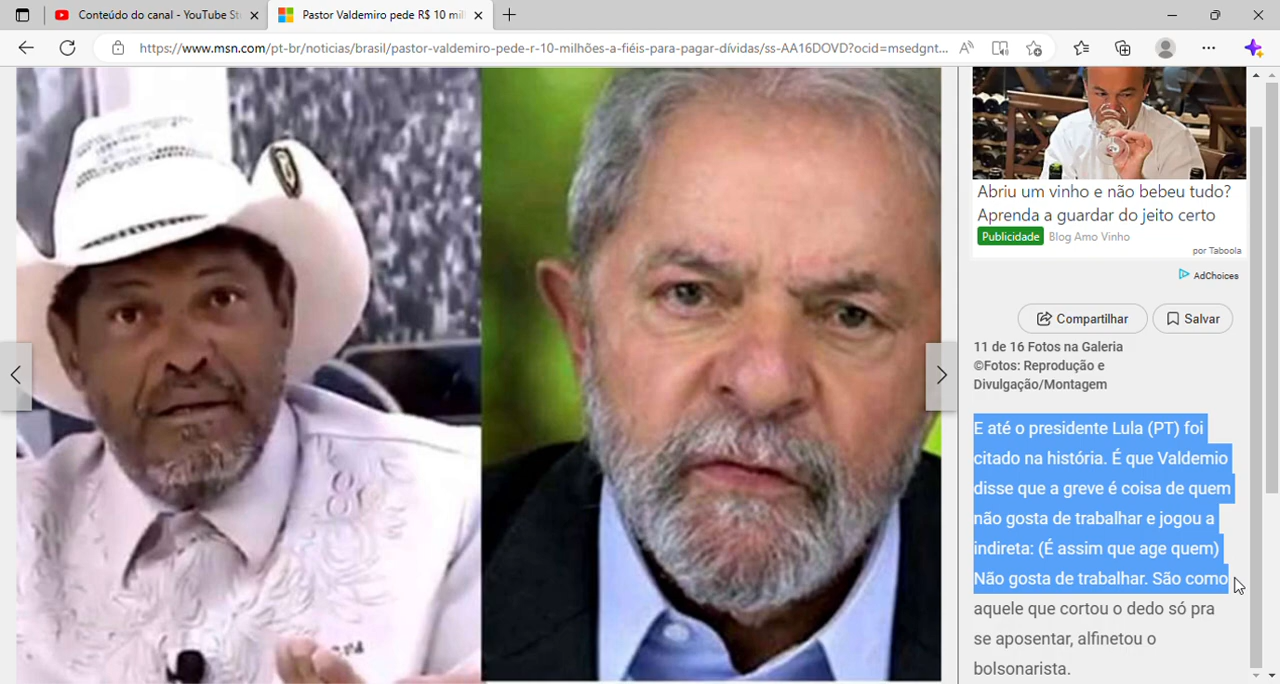 Conteúdo do canal - YouTube St
Pastor Valdemiro pede R$ 10 mil
https://www.msn.com/pt-br/noticias/brasil/pastor-valdemiro-pede-r-10-milhões-a-fiéis-para-pagar-dívidas/ss-AA16DOVD?ocid=msedgnt...
Abriu um vinho e não bebeu tudo?
Aprenda a guardar do jeito certo
Publicidade Blog Amo Vinho
por Taboola
AdChoices
Compartilhar Salvar
11 de 16 Fotos na Galeria
©Fotos: Reprodução e
Divulgação/Montagem
E até o presidente Lula (PT) foi
citado na história. É que Valdemio
disse que a greve é coisa de quem
não gosta de trabalhar e jogou a
indireta: (É assim que age quem)
Não gosta de trabalhar. São como
aquele que cortou o dedo só pra
se aposentar, alfinetou o
bolsonarista.